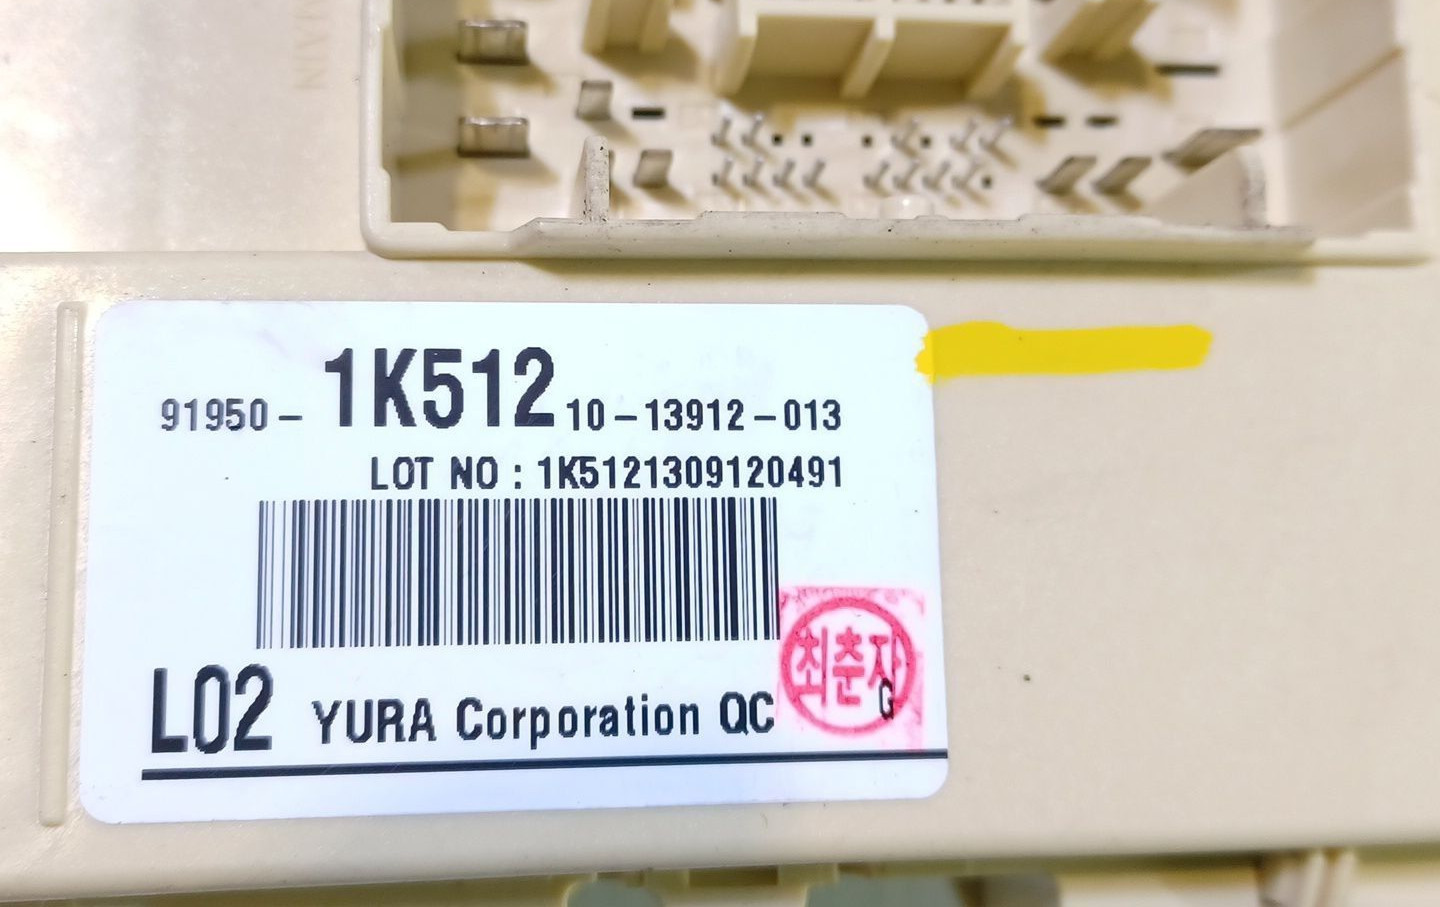 91950- 1K512 10-13912-013
LOT NO : 1K5121309120491
L02 YURA Corporation QC
최춘자
G